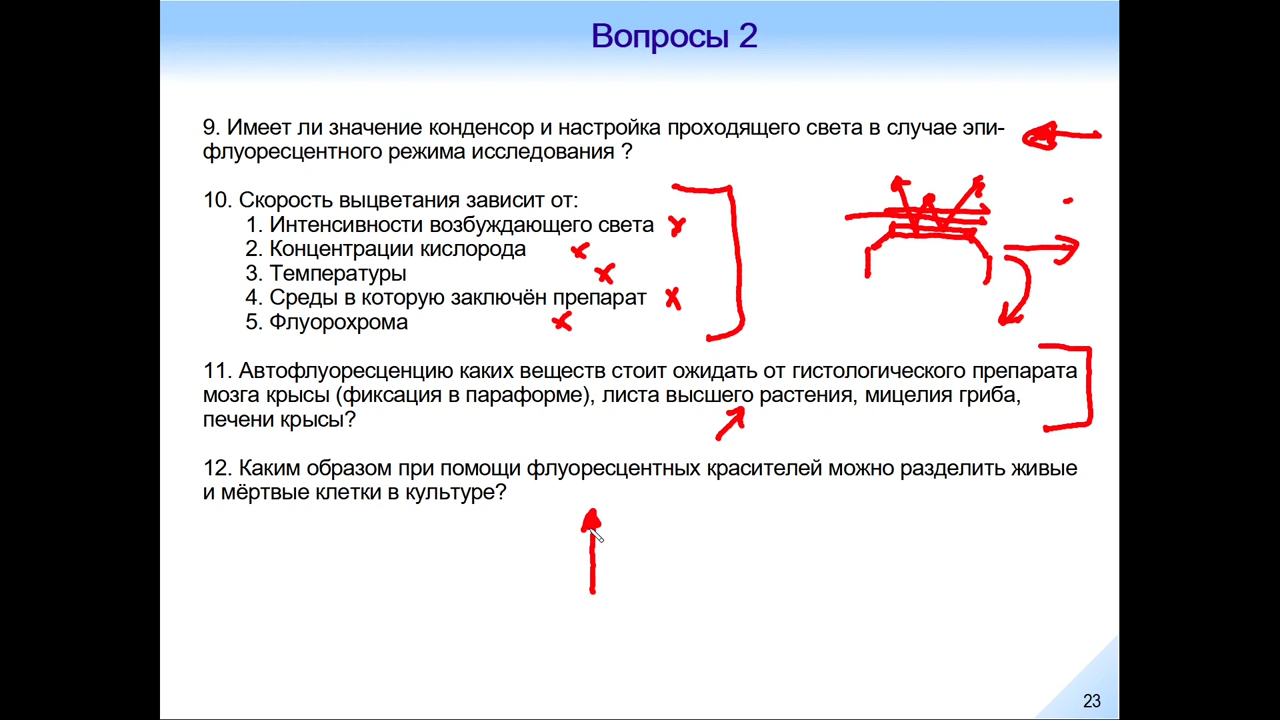 Вопросы 2
9. Имеет ли значение конденсор и настройка проходящего света в случае эпи-
флуоресцентного режима исследования ?
10. Скорость выцветания зависит от:
1. Интенсивности возбуждающего света
2. Концентрации кислорода
3. Температуры
4. Среды в которую заключён препарат
5. Флуорохрома
11. Автофлуоресценцию каких веществ стоит ожидать от гистологического препарата
мозга крысы (фиксация в параформе), листа высшего растения, мицелия гриба,
печени крысы?
12. Каким образом при помощи флуоресцентных красителей можно разделить живые
и мёртвые клетки в культуре?
23